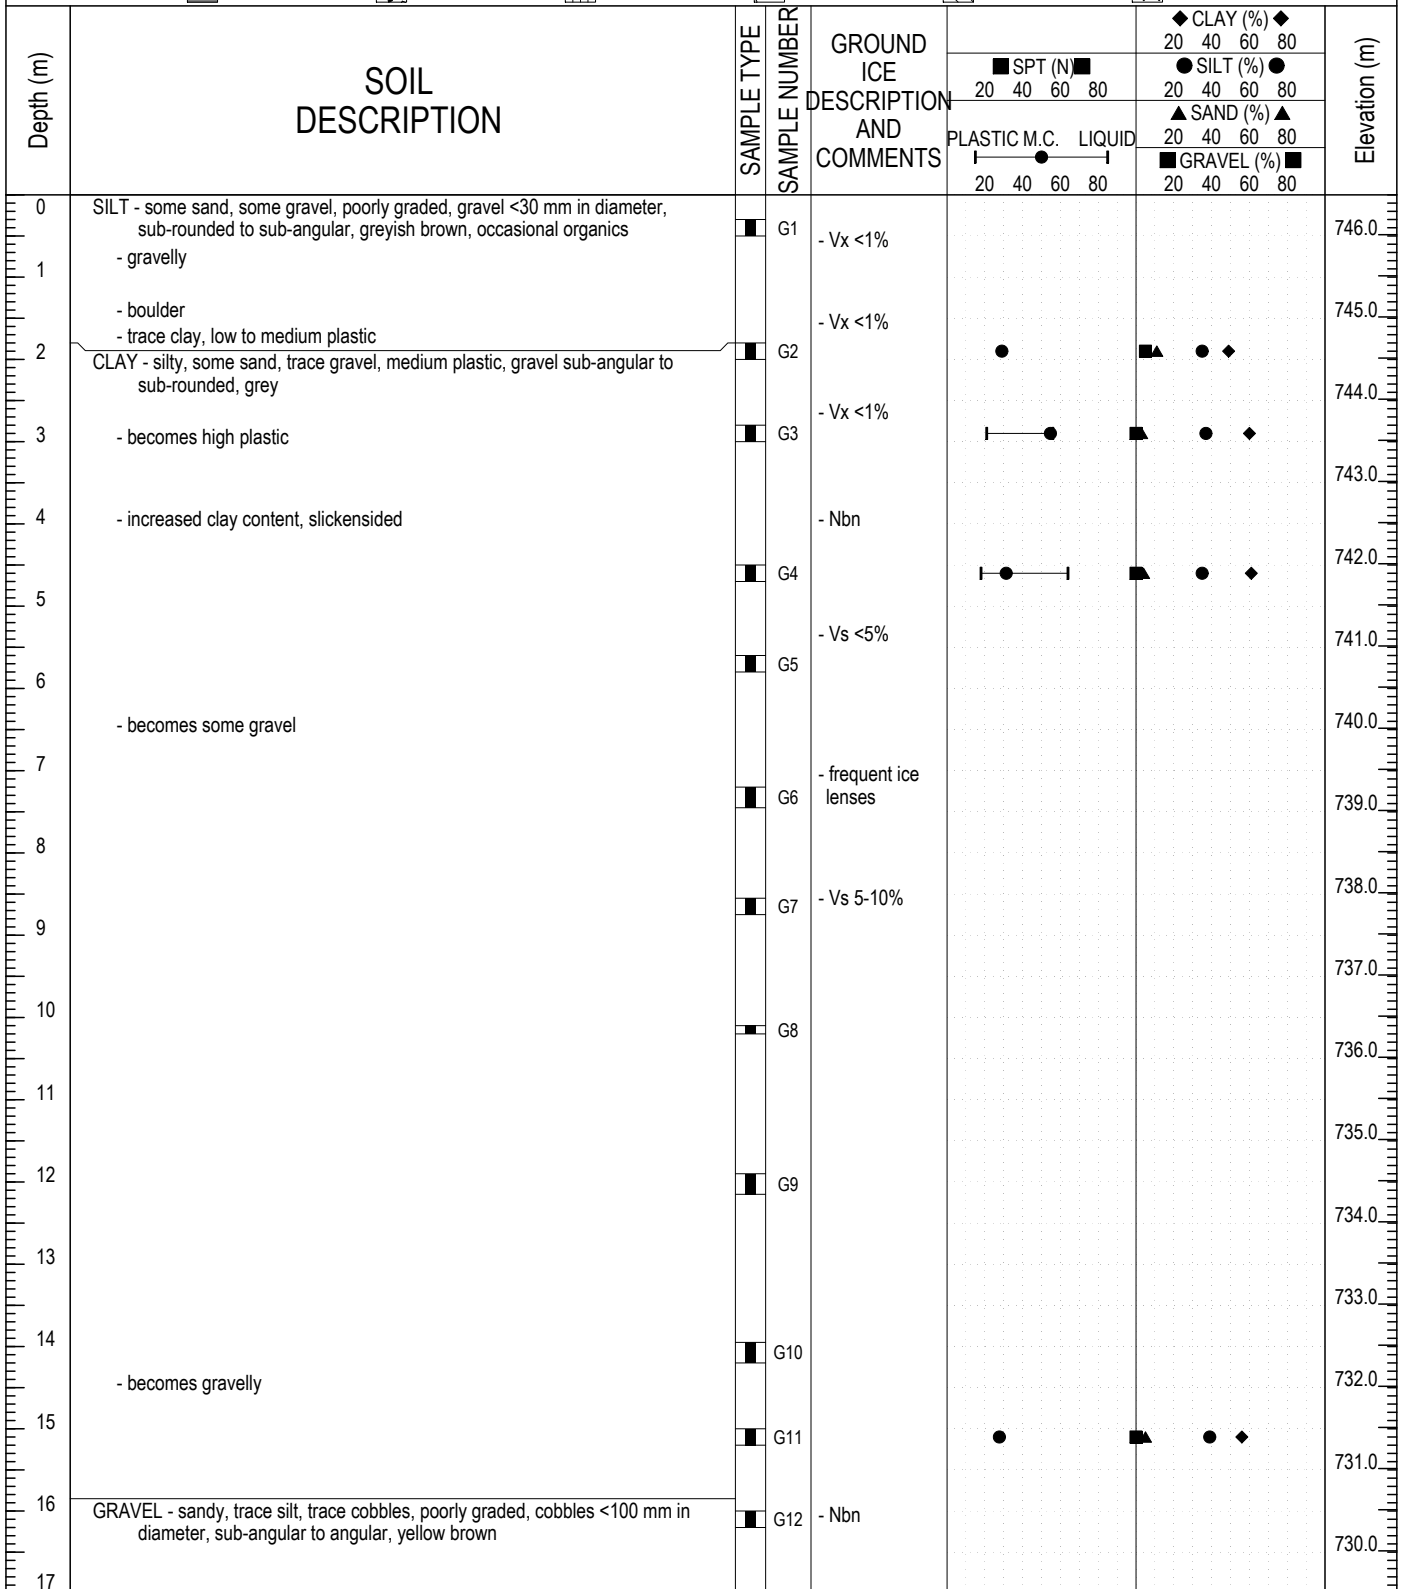 Depth (m)
SOIL
DESCRIPTION
SAMPLE TYPE
SAMPLE NUMBER
GROUND
ICE
DESCRIPTION
AND
COMMENTS
■ SPT (N) ■
20 40 60 80
PLASTIC M.C. LIQUID
20 40 60 80
◆ CLAY (%) ◆
20 40 60 80
● SILT (%) ●
20 40 60 80
▲ SAND (%) ▲
20 40 60 80
■ GRAVEL (%) ■
20 40 60 80
Elevation (m)
0
SILT - some sand, some gravel, poorly graded, gravel <30 mm in diameter,
sub-rounded to sub-angular, greyish brown, occasional organics
G1
- Vx <1%
746.0
- gravelly
1
- boulder
745.0
- Vx <1%
- trace clay, low to medium plastic
2
G2
CLAY - silty, some sand, trace gravel, medium plastic, gravel sub-angular to
sub-rounded, grey
744.0
- Vx <1%
3
- becomes high plastic
G3
743.0
4
- increased clay content, slickensided
- Nbn
742.0
G4
5
- Vs <5%
741.0
G5
6
- becomes some gravel
740.0
7
- frequent ice
lenses
G6
739.0
8
738.0
- Vs 5-10%
G7
9
737.0
10
G8
736.0
11
735.0
12
G9
734.0
13
733.0
14
G10
- becomes gravelly
732.0
15
G11
731.0
16
GRAVEL - sandy, trace silt, trace cobbles, poorly graded, cobbles <100 mm in
diameter, sub-angular to angular, yellow brown
G12
- Nbn
730.0
17